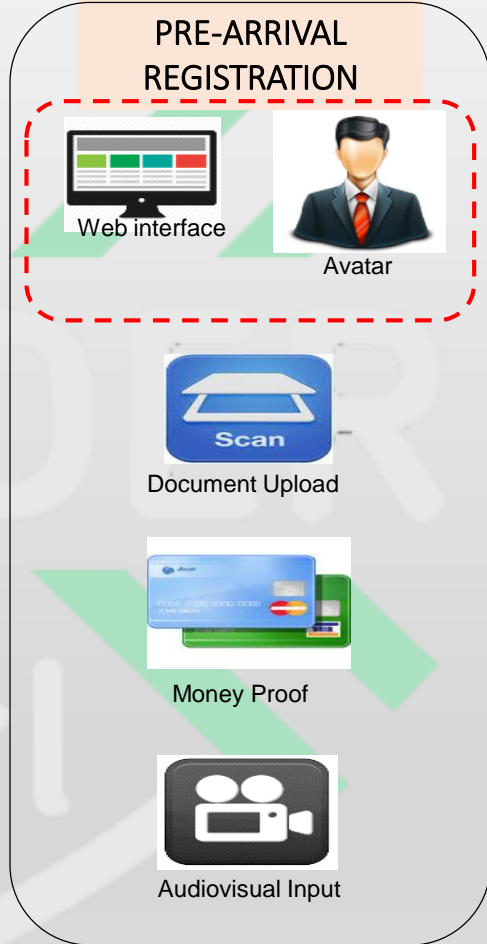 PRE-ARRIVAL
REGISTRATION
Web interface
Avatar
Scan
Document Upload
Money Proof
Audiovisual Input